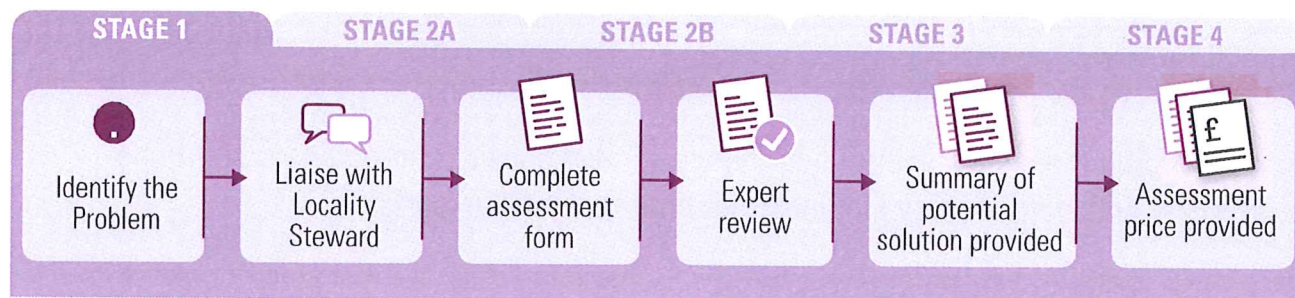 STAGE 1
STAGE 2A
STAGE 2B
STAGE 3
STAGE 4
Identify the
Problem
Liaise with
Locality
Steward
Complete
assessment
form
Expert
review
Summary of
potential
solution provided
£
Assessment
price provided